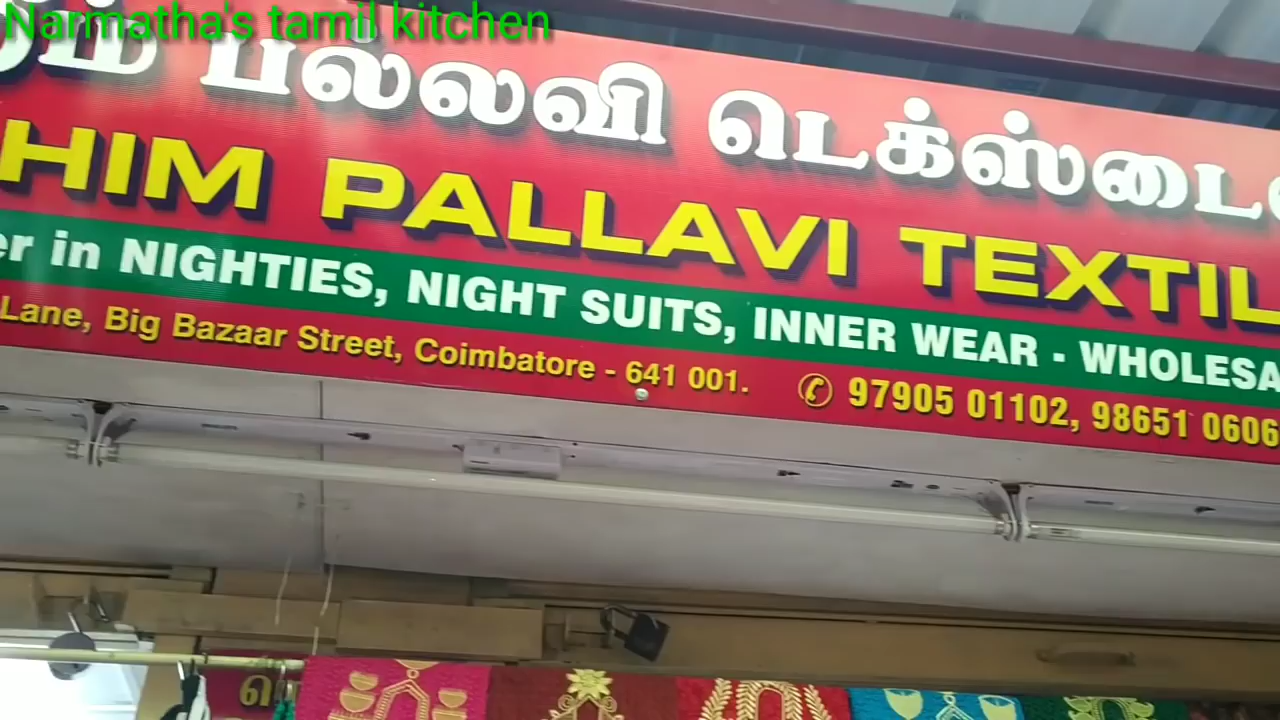 Narmatha's tamil kitchen
பல்லவி டெக்ஸ்டை
HIM PALLAVI TEXTIL
er in NIGHTIES, NIGHT SUITS, INNER WEAR - WHOLESA
Lane, Big Bazaar Street, Coimbatore - 641 001. ✆ 97905 01102, 98651 0606